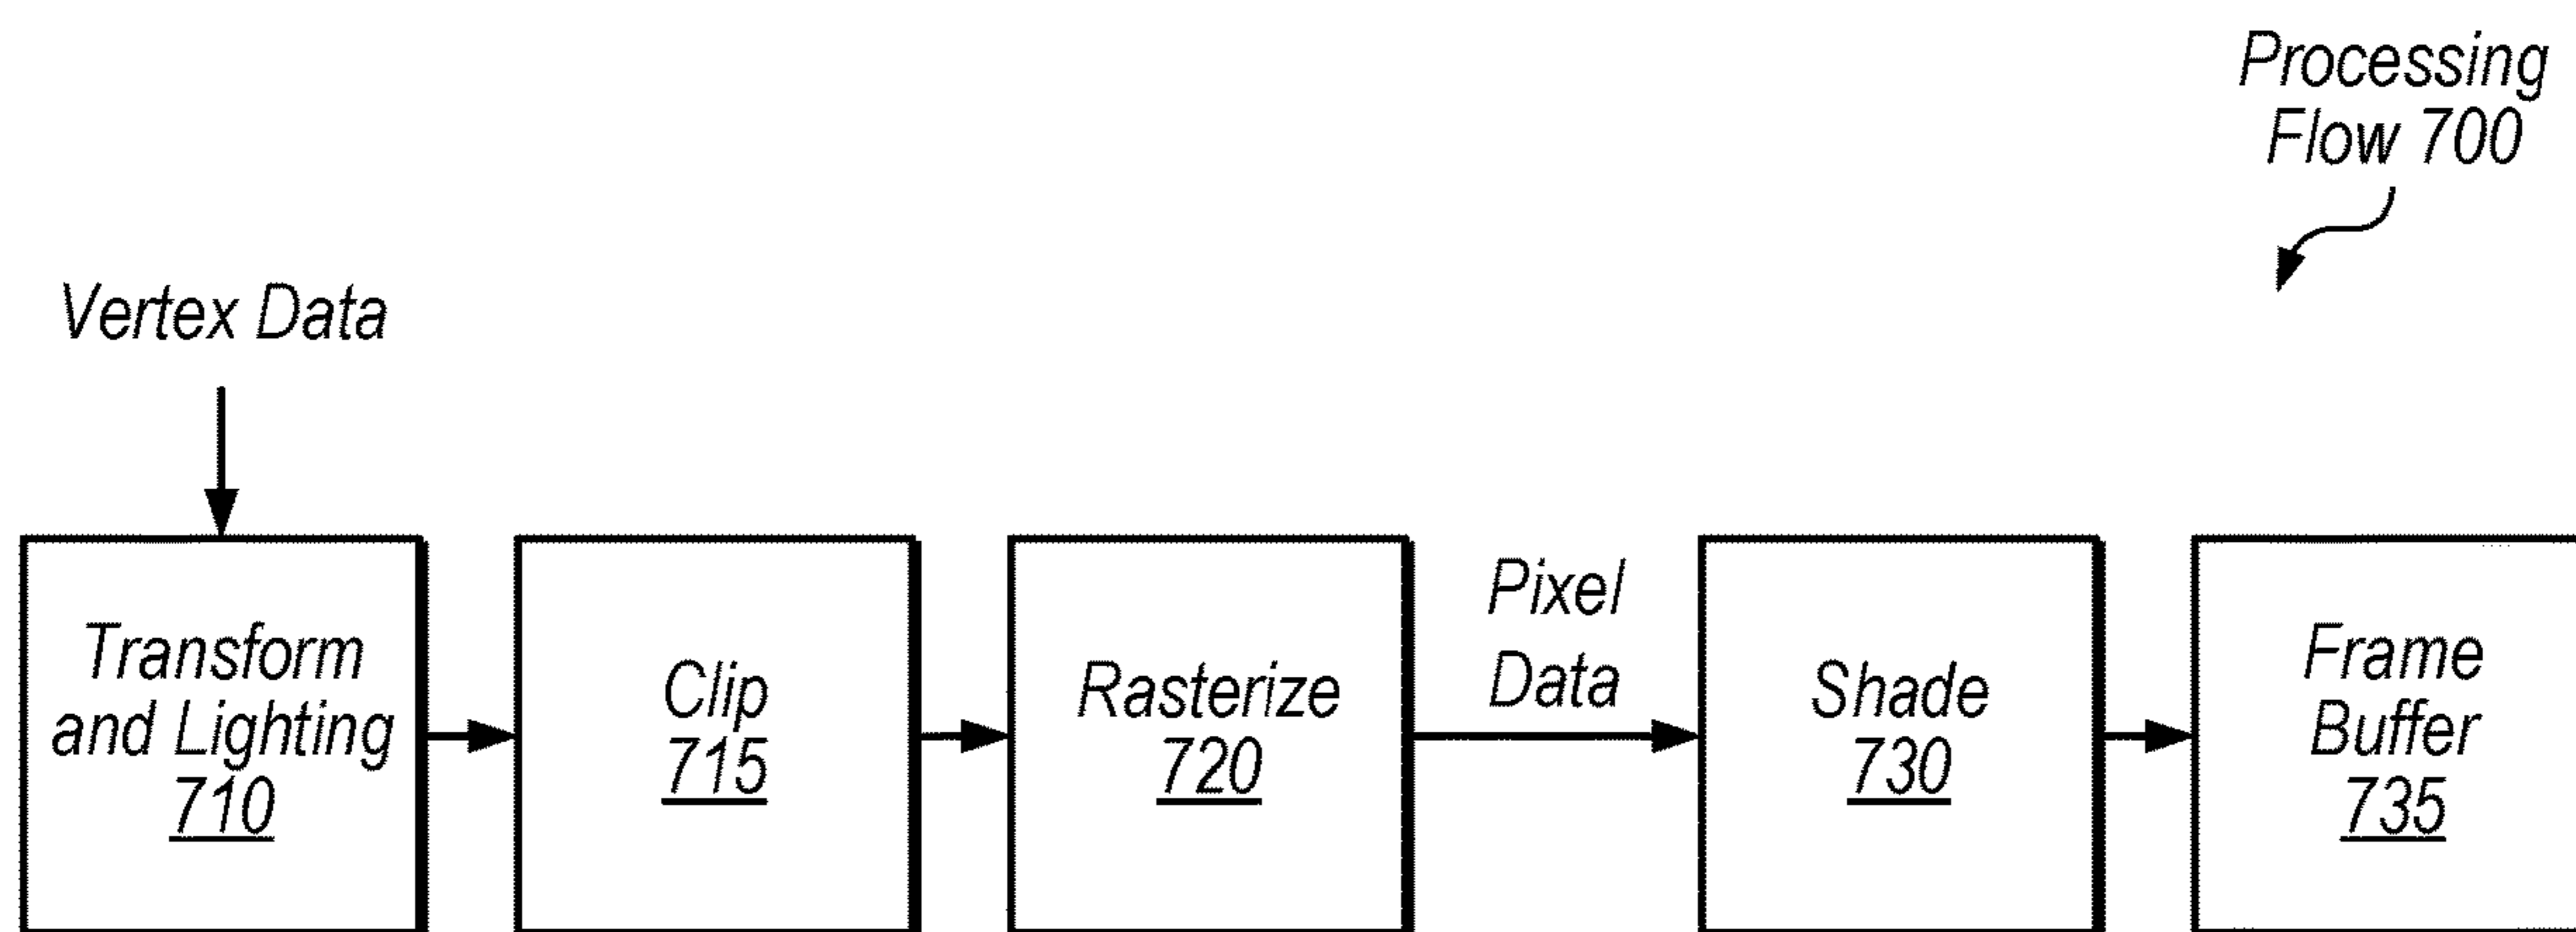 Processing
Flow 700
Vertex Data
Transform
and Lighting
710
Clip
715
Rasterize
720
Pixel
Data
Shade
730
Frame
Buffer
735